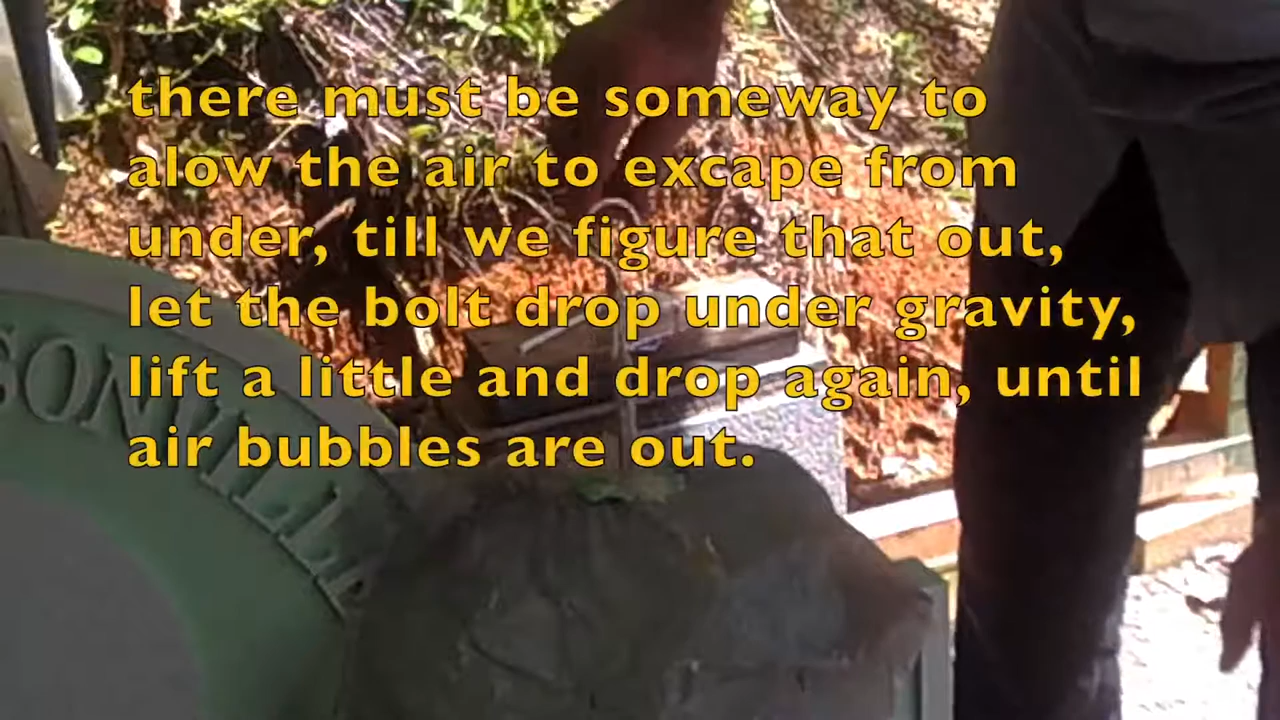 there must be someway to
alow the air to excape from
under, till we figure that out,
let the bolt drop under gravity,
lift a little and drop again, until
air bubbles are out.
SONVILLE